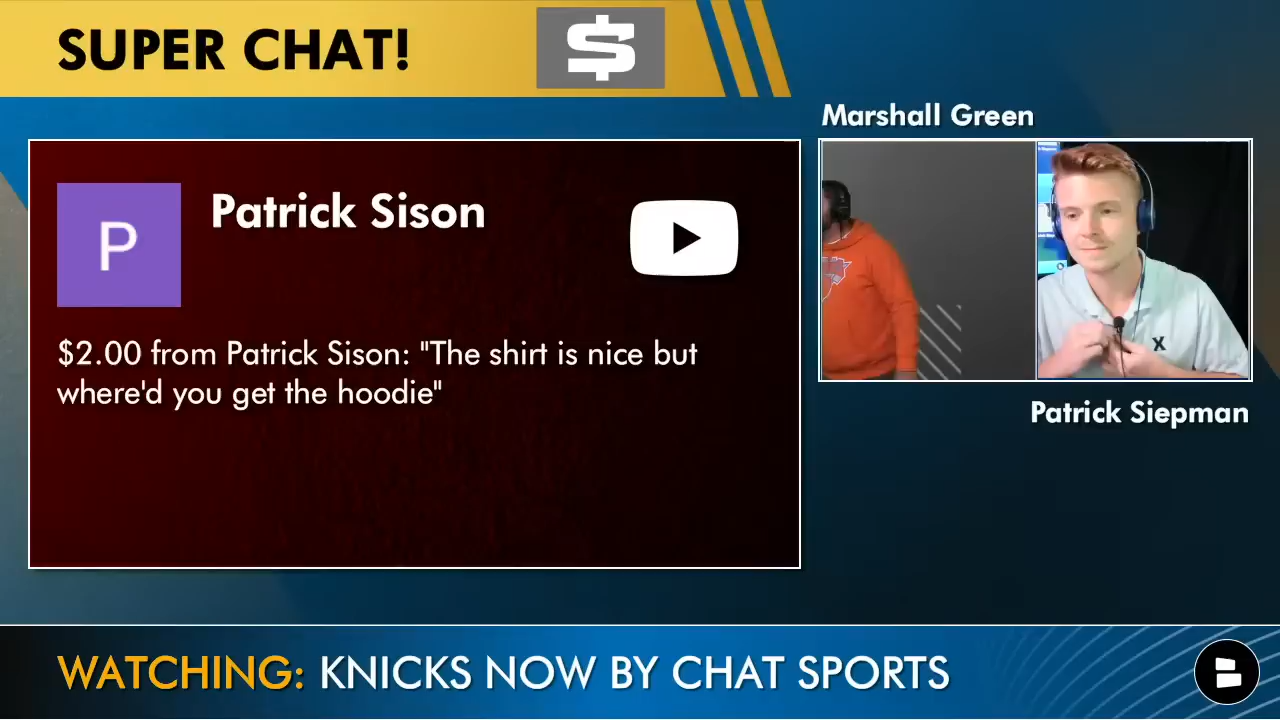 SUPER CHAT!
$
Marshall Green
P
Patrick Sison
$2.00 from Patrick Sison: "The shirt is nice but
where'd you get the hoodie"
X
Patrick Siepman
WATCHING: KNICKS NOW BY CHAT SPORTS